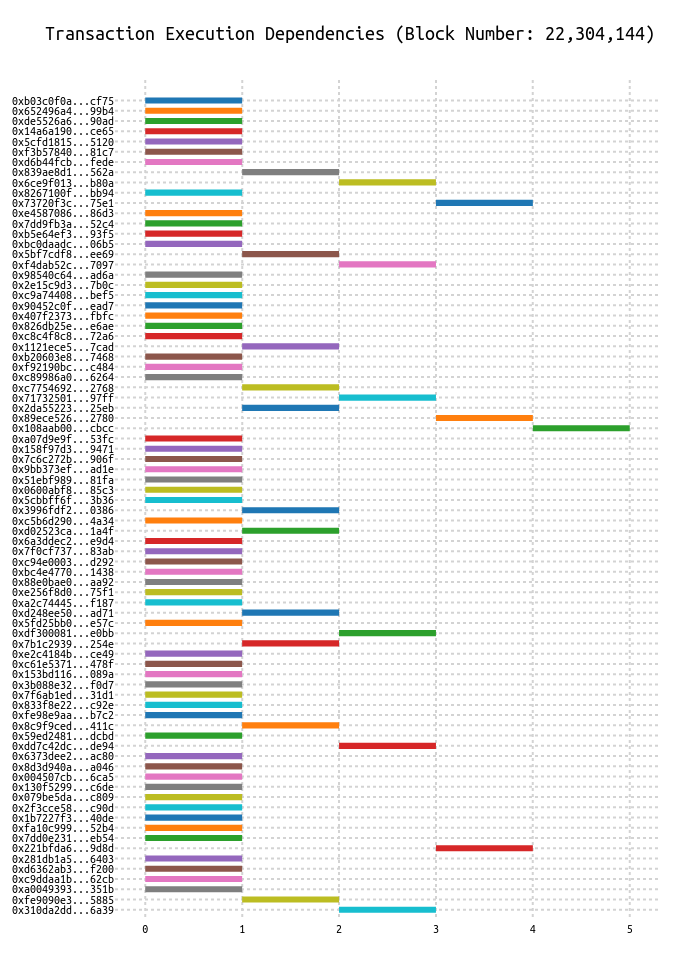 Transaction Execution Dependencies (Block Number: 22,304,144)
0xb03c0f0a...cf75
0x652496a4...99b4
0xde5526a6...90ad
0x14a6a190...ce65
0x5cfd1815...5120
0xf3b57840...81c7
0xd6b44fcb...fede
0x839ae8d1...562a
0x6ce9f013...b80a
0x8267100f...bb94
0x73720f3c...75e1
0xe4587086...86d3
0x7dd9fb3a...52c4
0xb5e64ef3...93f5
0xbc0daadc...06b5
0x5bf7cdf8...ee69
0xf4dab52c...7097
0x98540c64...ad6a
0x2e15c9d3...7b0c
0xc9a74408...bef5
0x90452c0f...ead7
0x407f2373...fbfc
0x826db25e...e6ae
0xc8c4f8c8...72a6
0x1121ece5...7cad
0xb20603e8...7468
0xf92190bc...c484
0xc89986a0...6264
0xc7754692...2768
0x71732501...97ff
0x2da55223...25eb
0x89ece526...2780
0x108aab00...cbcc
0xa07d9e9f...53fc
0x158f97d3...9471
0x7c6c272b...906f
0x9bb373ef...ad1e
0x51ebf989...81fa
0x0600abf8...85c3
0x5cbbff6f...3b36
0x3996fdf2...0386
0xc5b6d290...4a34
0xd02523ca...1a4f
0x6a3ddec2...e9d4
0x7f0cf737...83ab
0xc94e0003...d292
0xbc4e4770...1438
0x88e0bae0...aa92
0xe256f8d0...75f1
0xa2c74445...f187
0xd248ee50...ad71
0x5fd25bb0...e57c
0xdf300081...e0bb
0x7b1c2939...254e
0xe2c4184b...ce49
0xc61e5371...478f
0x153bd116...089a
0x3b088e32...f0d7
0x7f6ab1ed...31d1
0x833f8e22...c92e
0xfe98e9aa...b7c2
0x8c9f9ced...411c
0x59ed2481...dcbd
0xdd7c42dc...de94
0x6373dee2...ac80
0x8d3d940a...a046
0x004507cb...6ca5
0x130f5299...c6de
0x079be5da...c809
0x2f3cce58...c90d
0x1b7227f3...40de
0xfa10c999...52b4
0x7dd0e231...eb54
0x221bfda6...9d8d
0x281db1a5...6403
0xd6362ab3...f200
0xc9ddaa1b...62cb
0xa0049393...351b
0xfe9090e3...5885
0x310da2dd...6a39
0 1 2 3 4 5